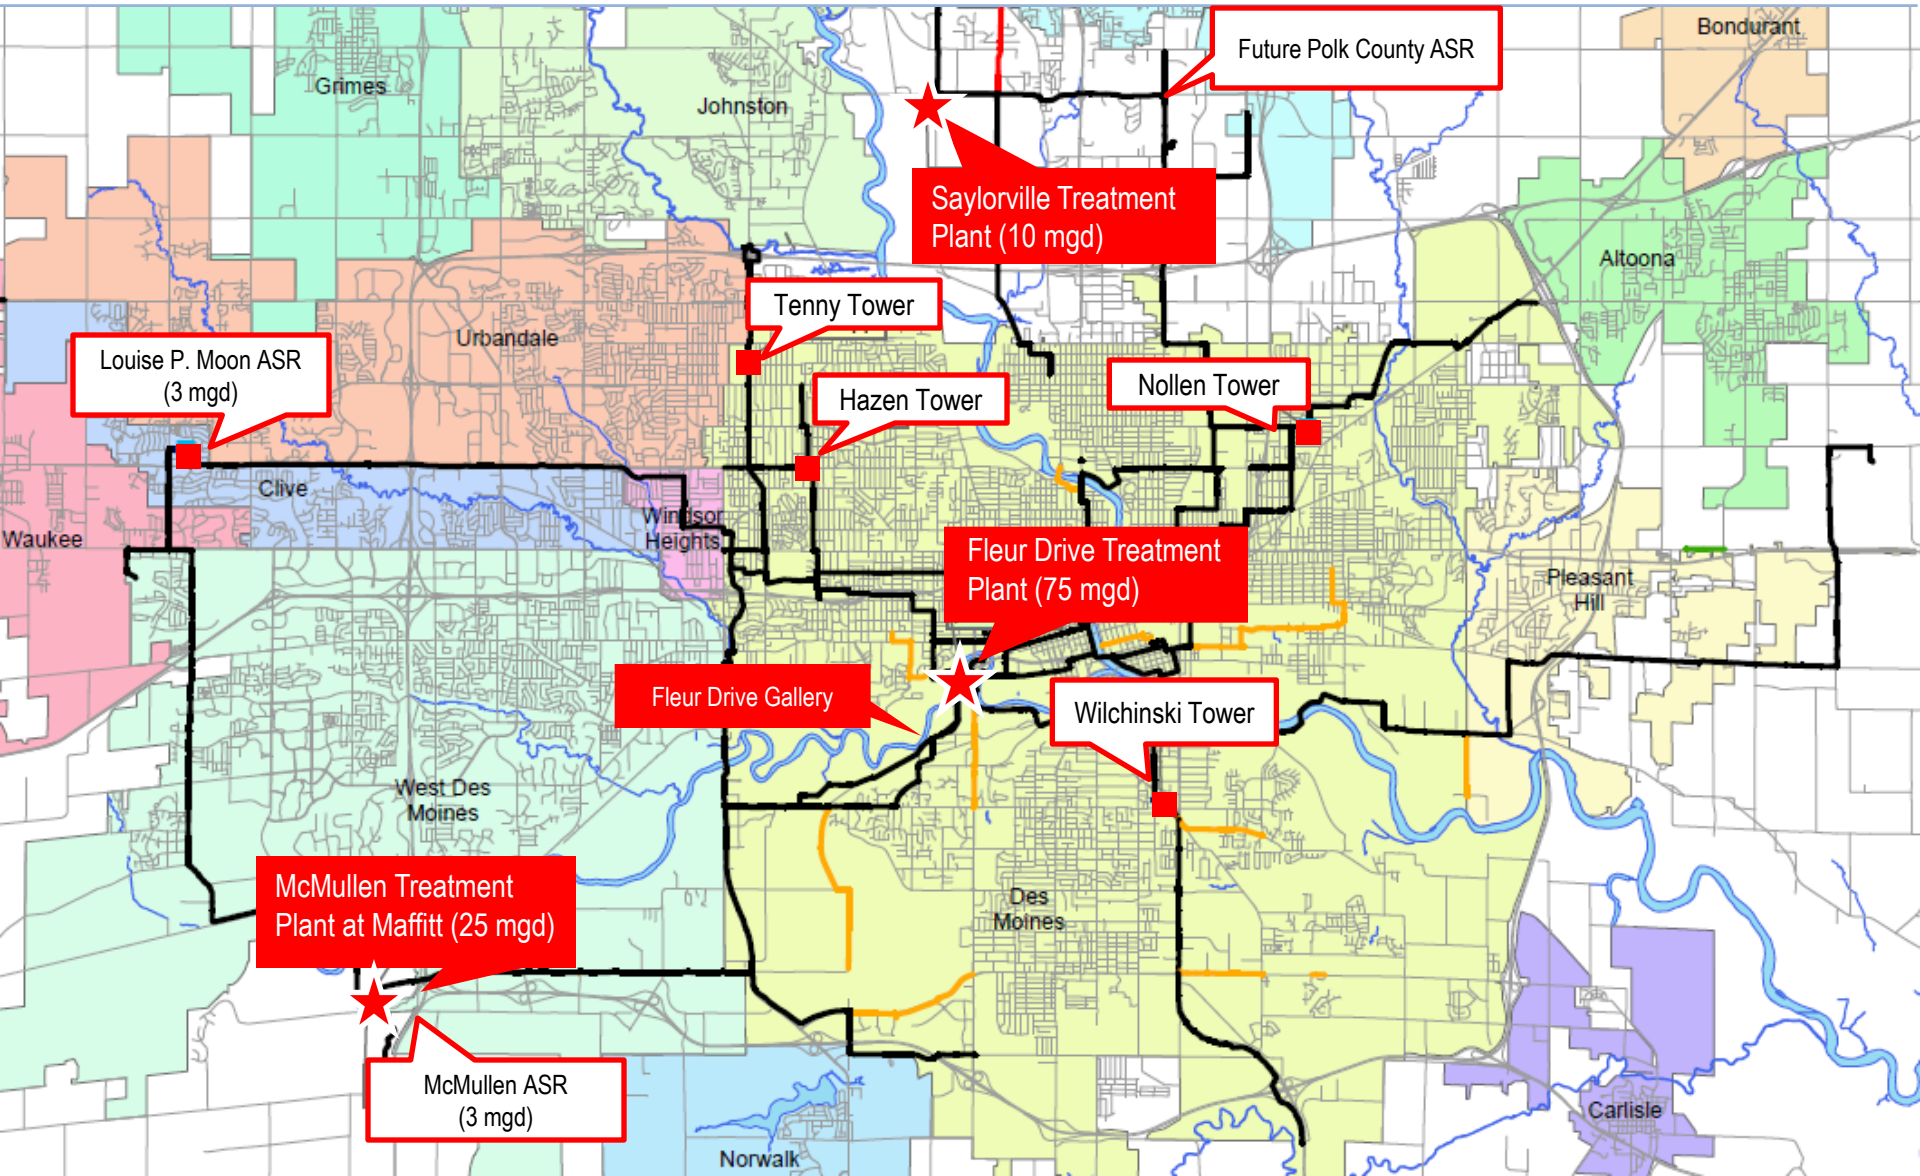 Bondurant
Future Polk County ASR
Grimes
Johnston
Saylorville Treatment
Plant (10 mgd)
Altoona
Tenny Tower
Urbandale
Louise P. Moon ASR
(3 mgd)
Nollen Tower
Hazen Tower
Clive
Windsor
Heights
Waukee
Fleur Drive Treatment
Plant (75 mgd)
Pleasant
Hill
Fleur Drive Gallery
Wilchinski Tower
West Des
Moines
McMullen Treatment
Plant at Maffitt (25 mgd)
Des
Moines
McMullen ASR
(3 mgd)
Carlisle
Norwalk